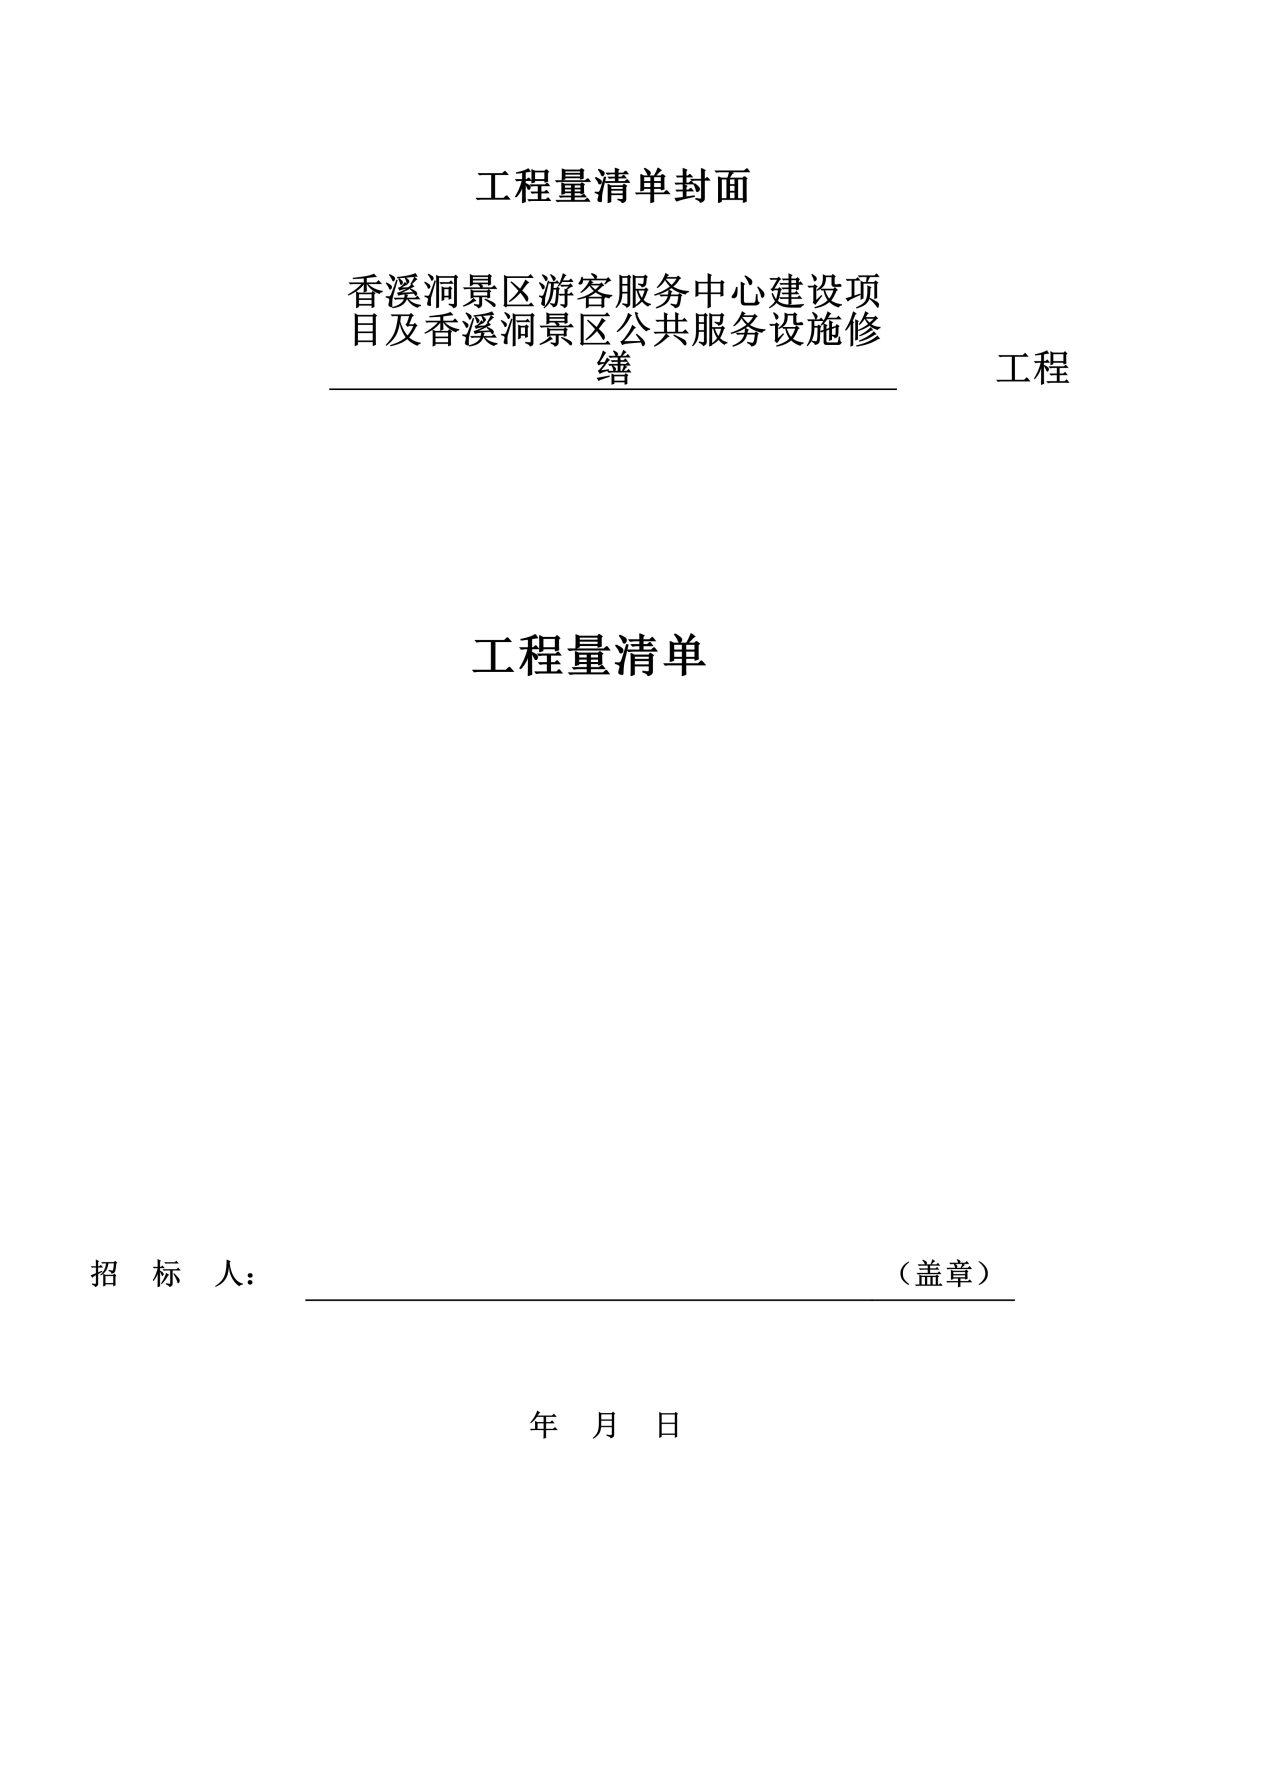 工程量清单封面
香溪洞景区游客服务中心建设项
目及香溪洞景区公共服务设施修
缮 工程
工程量清单
招 标 人： （盖章）
年 月 日